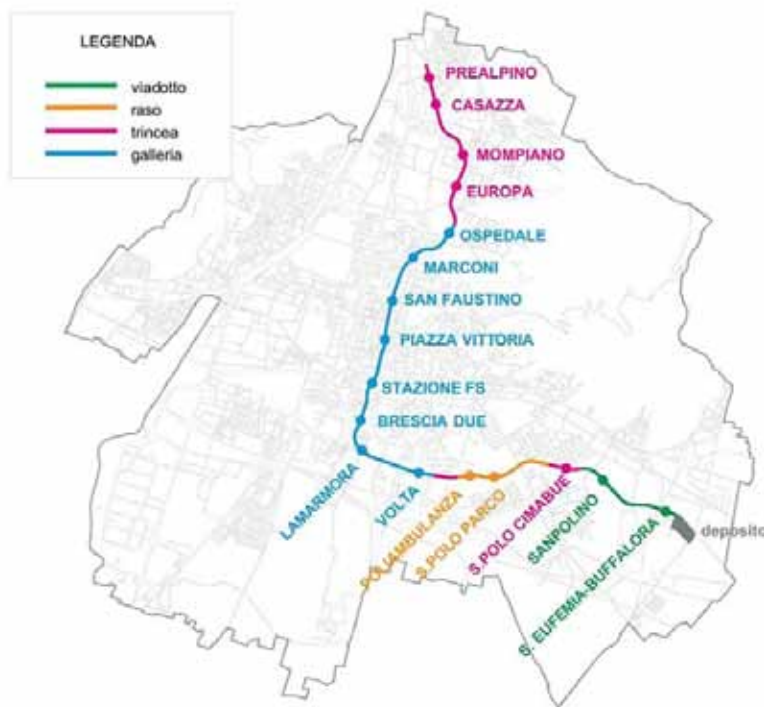 LEGENDA
viadotto
raso
trincea
galleria
PREALPINO
CASAZZA
MOMPIANO
EUROPA
OSPEDALE
MARCONI
SAN FAUSTINO
PIAZZA VITTORIA
STAZIONE FS
BRESCIA DUE
LAMARMORA
VOLTA
POLIAMBULANZA
S.POLO PARCO
S.POLO CIMABUE
SANPOLINO
S. EUFEMIA-BUFFALORA
deposito